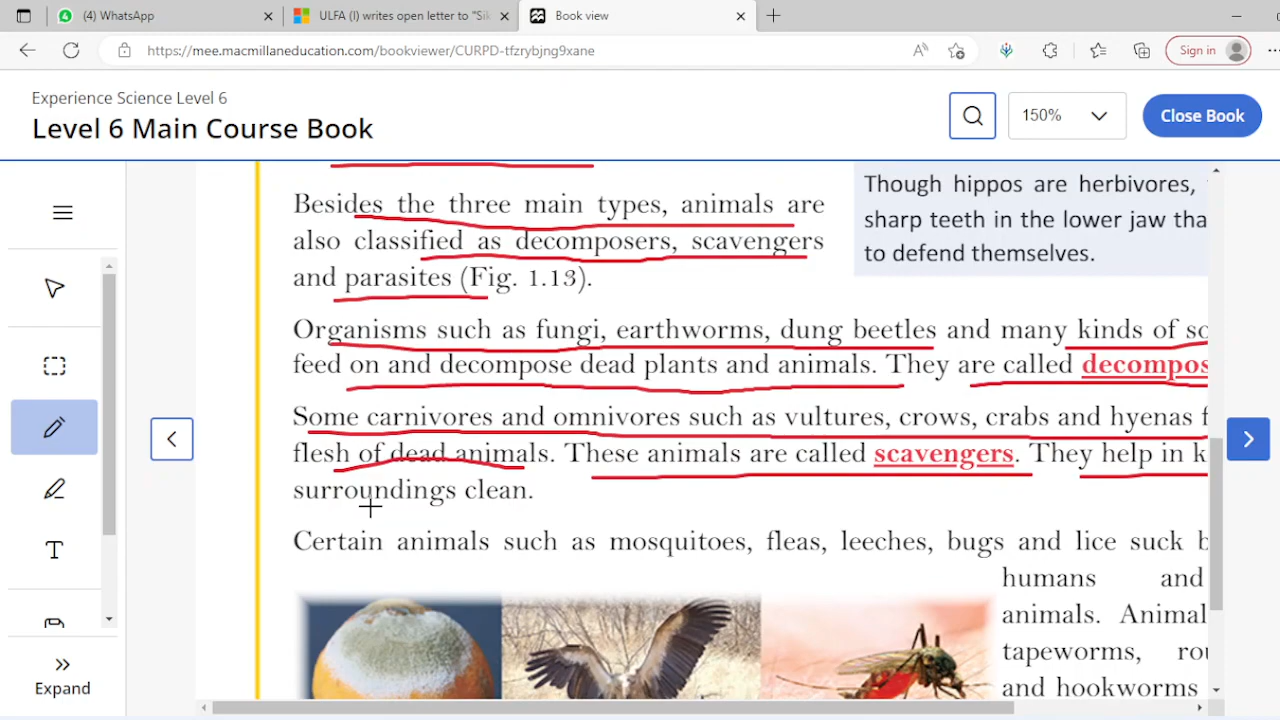 (4) WhatsApp
ULFA (I) writes open letter to "Sik
Book view
https://mee.macmillaneducation.com/bookviewer/CURPD-tfzrybjng9xane
Sign in
Experience Science Level 6
Level 6 Main Course Book
150%
Close Book
Besides the three main types, animals are
also classified as decomposers, scavengers
and parasites (Fig. 1.13).
Though hippos are herbivores,
sharp teeth in the lower jaw tha
to defend themselves.
Organisms such as fungi, earthworms, dung beetles and many kinds of so
feed on and decompose dead plants and animals. They are called decompos
Some carnivores and omnivores such as vultures, crows, crabs and hyenas f
flesh of dead animals. These animals are called scavengers. They help in k
surroundings clean.
Certain animals such as mosquitoes, fleas, leeches, bugs and lice suck b
humans and
animals. Animal
tapeworms, rou
and hookworms
T
Expand